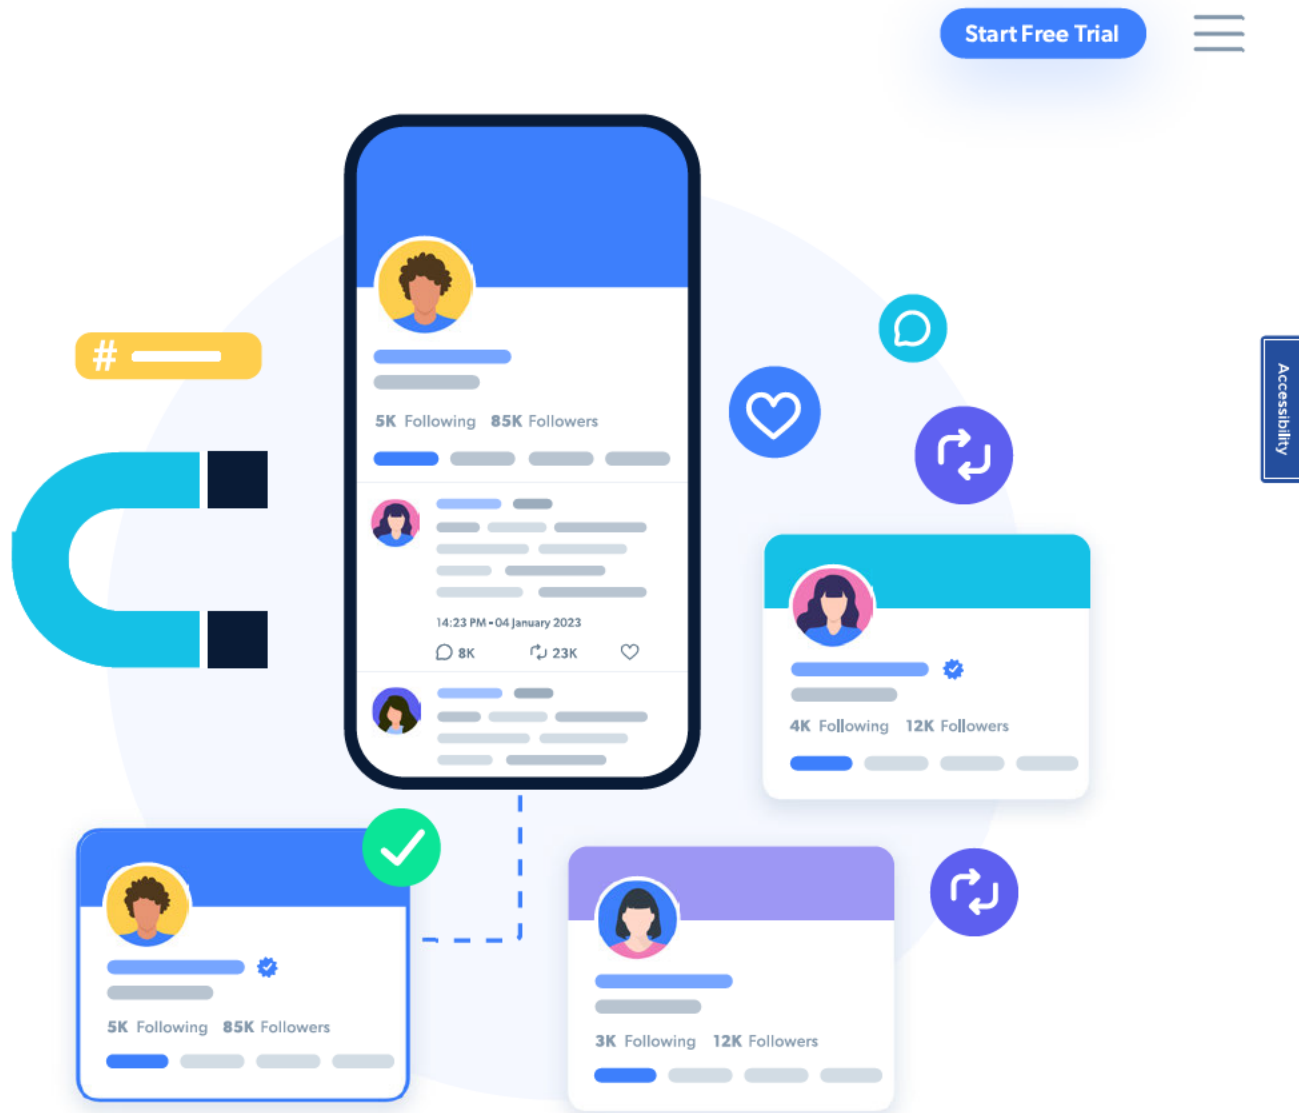 Start Free Trial
#
5K Following 85K Followers
14:23 PM - 04 January 2023
8K 23K
Accessibility
4K Following 12K Followers
5K Following 85K Followers
3K Following 12K Followers